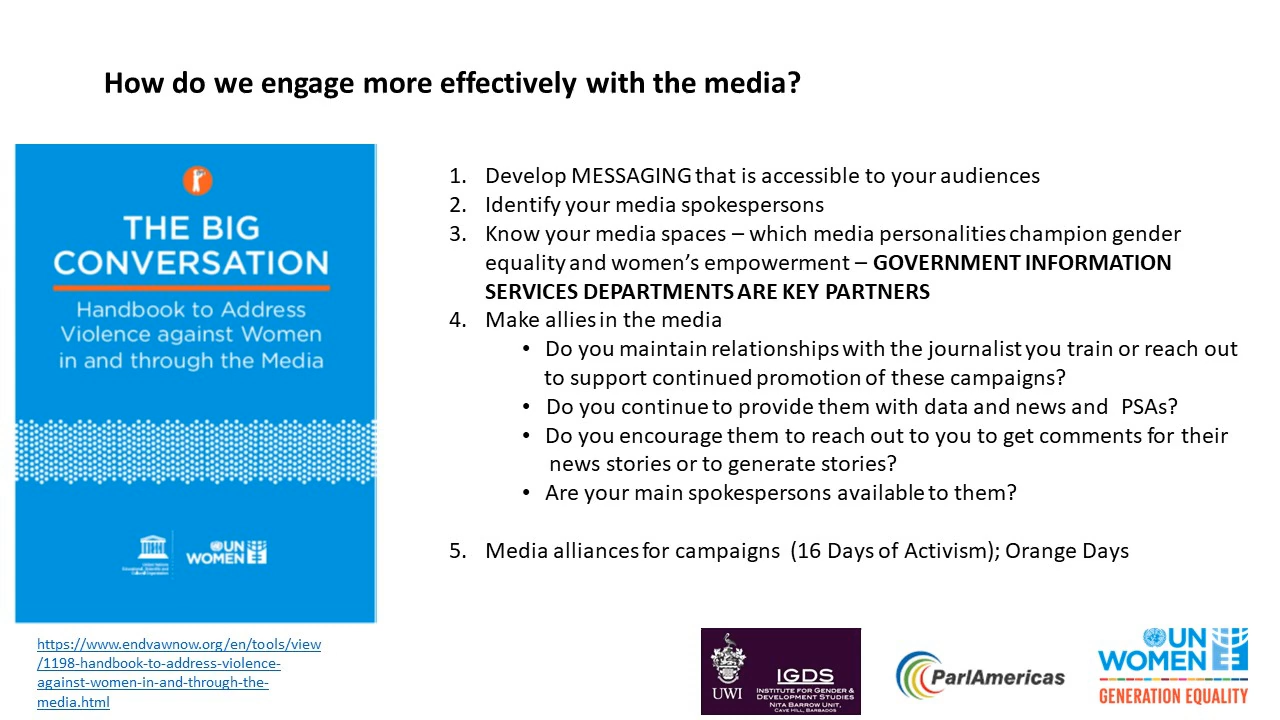 How do we engage more effectively with the media?
THE BIG
CONVERSATION
Handbook to Address
Violence against Women
in and through the Media
UN
WOMEN
https://www.endvawnow.org/en/tools/view
/1198-handbook-to-address-violence-
against-women-in-and-through-the-
media.html
1. Develop MESSAGING that is accessible to your audiences
2. Identify your media spokespersons
3. Know your media spaces – which media personalities champion gender
equality and women’s empowerment – GOVERNMENT INFORMATION
SERVICES DEPARTMENTS ARE KEY PARTNERS
4. Make allies in the media
• Do you maintain relationships with the journalist you train or reach out
to support continued promotion of these campaigns?
• Do you continue to provide them with data and news and PSAs?
• Do you encourage them to reach out to you to get comments for their
news stories or to generate stories?
• Are your main spokespersons available to them?
5. Media alliances for campaigns (16 Days of Activism); Orange Days
UWI
IGDS
INSTITUTE FOR GENDER &
DEVELOPMENT STUDIES
NITA BARROW UNIT,
CAVE HILL, BARBADOS
ParlAmericas
UN
WOMEN
GENERATION EQUALITY